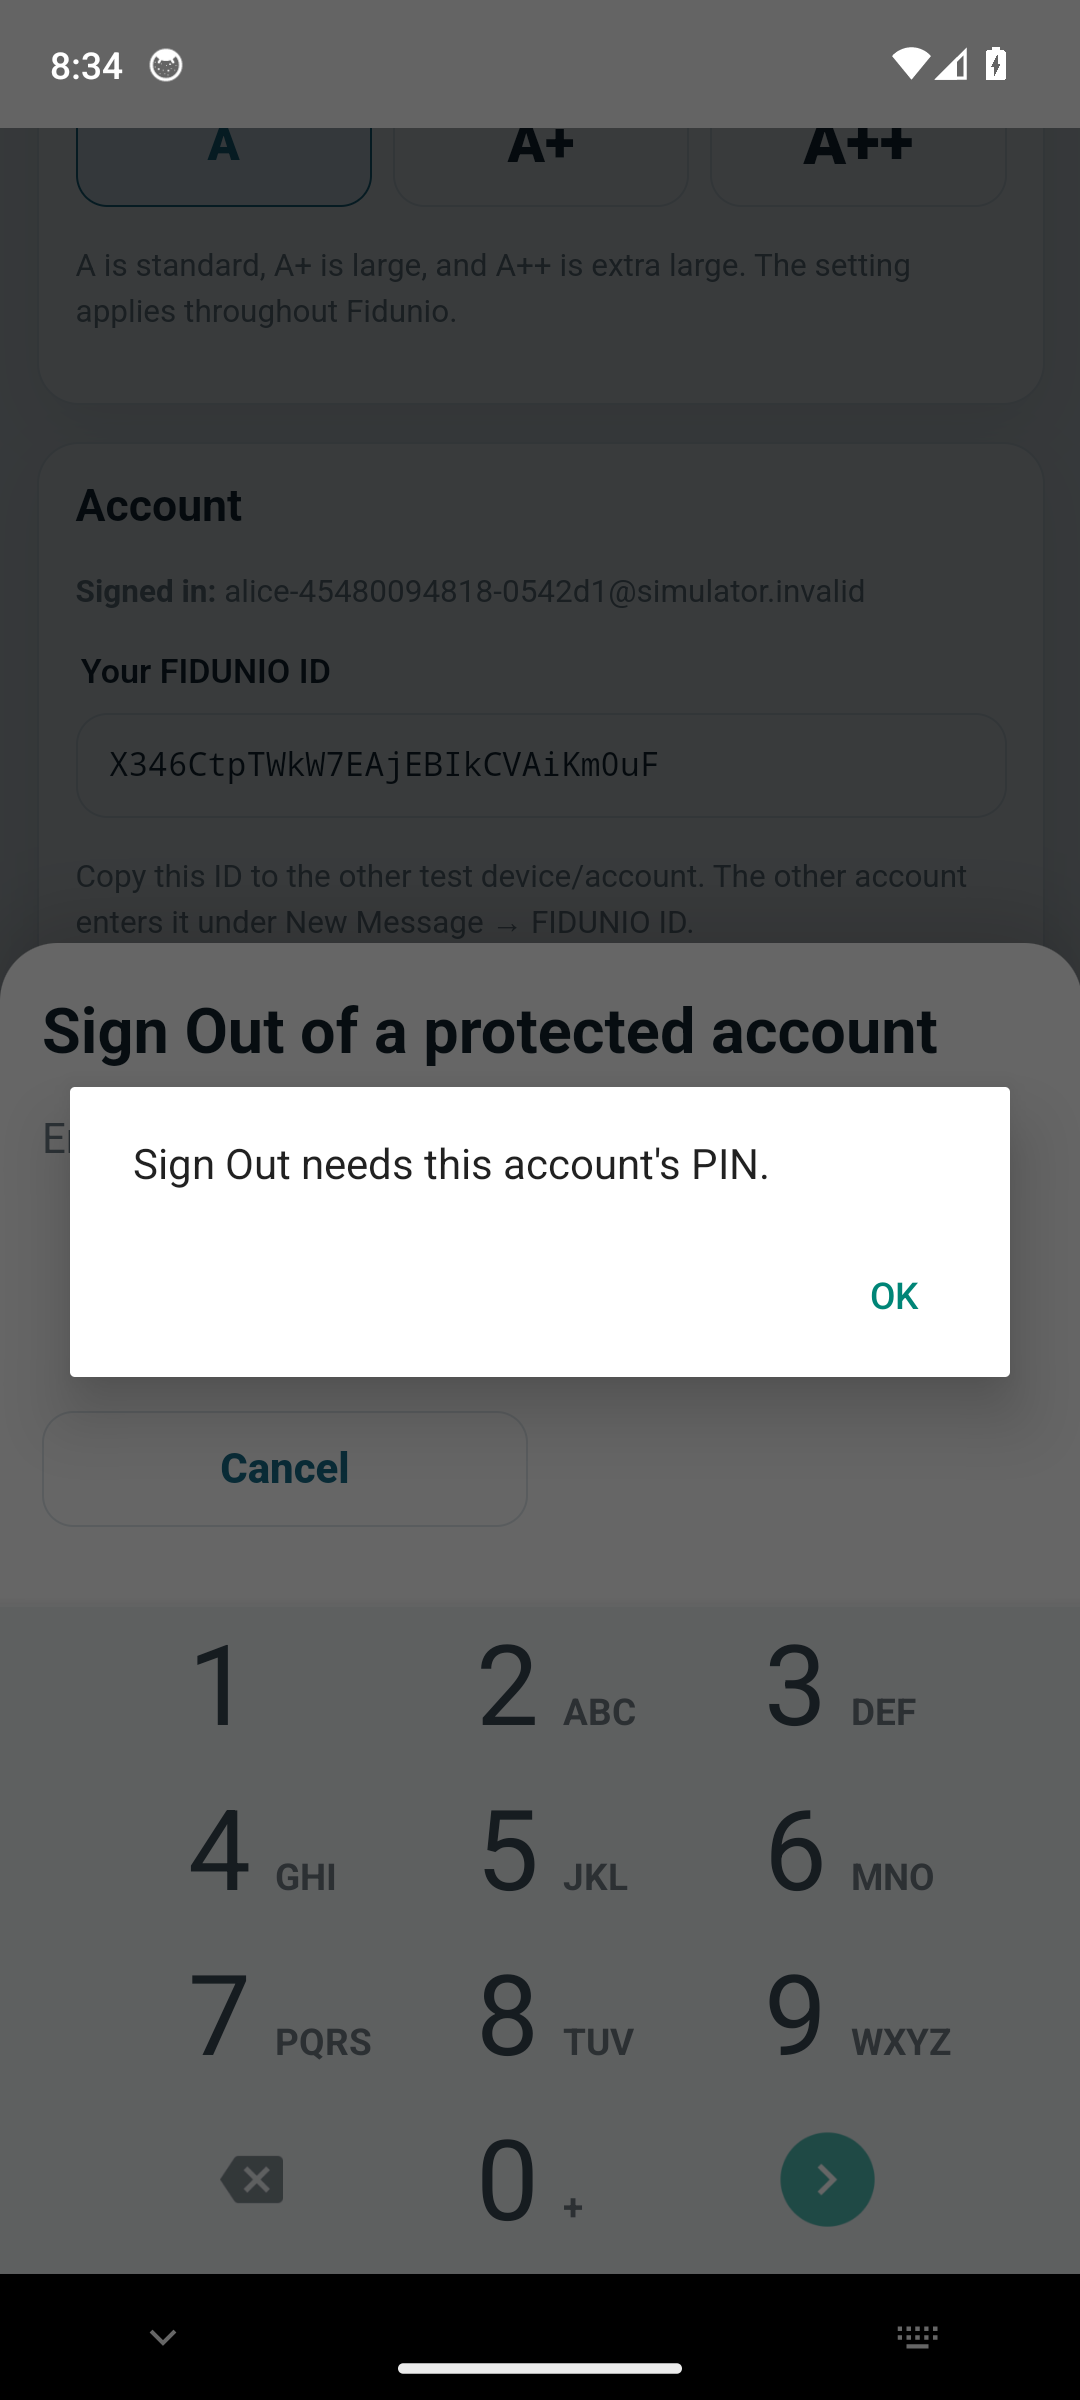 8:34
A A+ A++
A is standard, A+ is large, and A++ is extra large. The setting
applies throughout Fidunio.
Account
Signed in: alice-45480094818-0542d1@simulator.invalid
Your FIDUNIO ID
X346CtpTWkW7EAjEBIkCVAiKm0uF
Copy this ID to the other test device/account. The other account
enters it under New Message → FIDUNIO ID.
Sign Out of a protected account
Sign Out needs this account's PIN.
OK
Cancel
1 2 ABC 3 DEF
4 GHI 5 JKL 6 MNO
7 PQRS 8 TUV 9 WXYZ
0 +